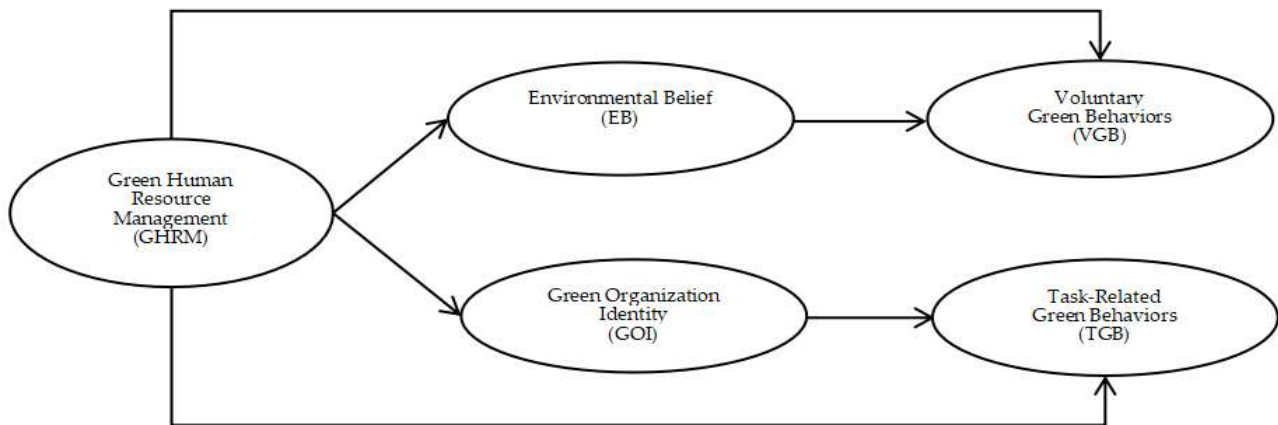 Green Human
Resource
Management
(GHRM)
Environmental Belief
(EB)
Green Organization
Identity
(GOI)
Voluntary
Green Behaviors
(VGB)
Task-Related
Green Behaviors
(TGB)